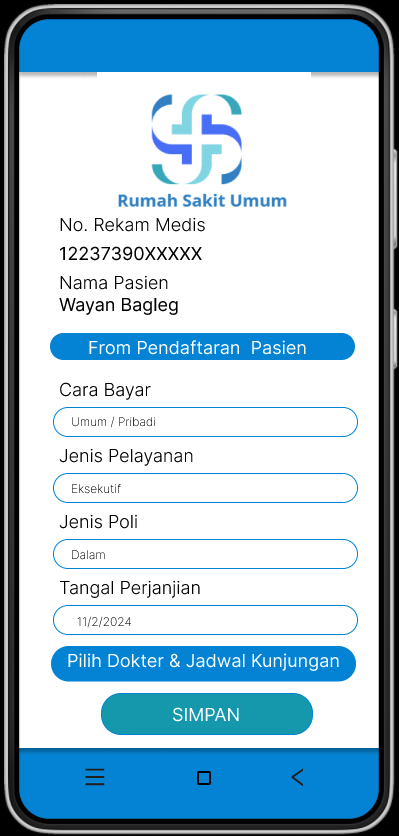 Rumah Sakit Umum
No. Rekam Medis
12237390XXXXX
Nama Pasien
Wayan Bagleg
From Pendaftaran Pasien
Cara Bayar
Umum / Pribadi
Jenis Pelayanan
Eksekutif
Jenis Poli
Dalam
Tangal Perjanjian
11/2/2024
Pilih Dokter & Jadwal Kunjungan
SIMPAN